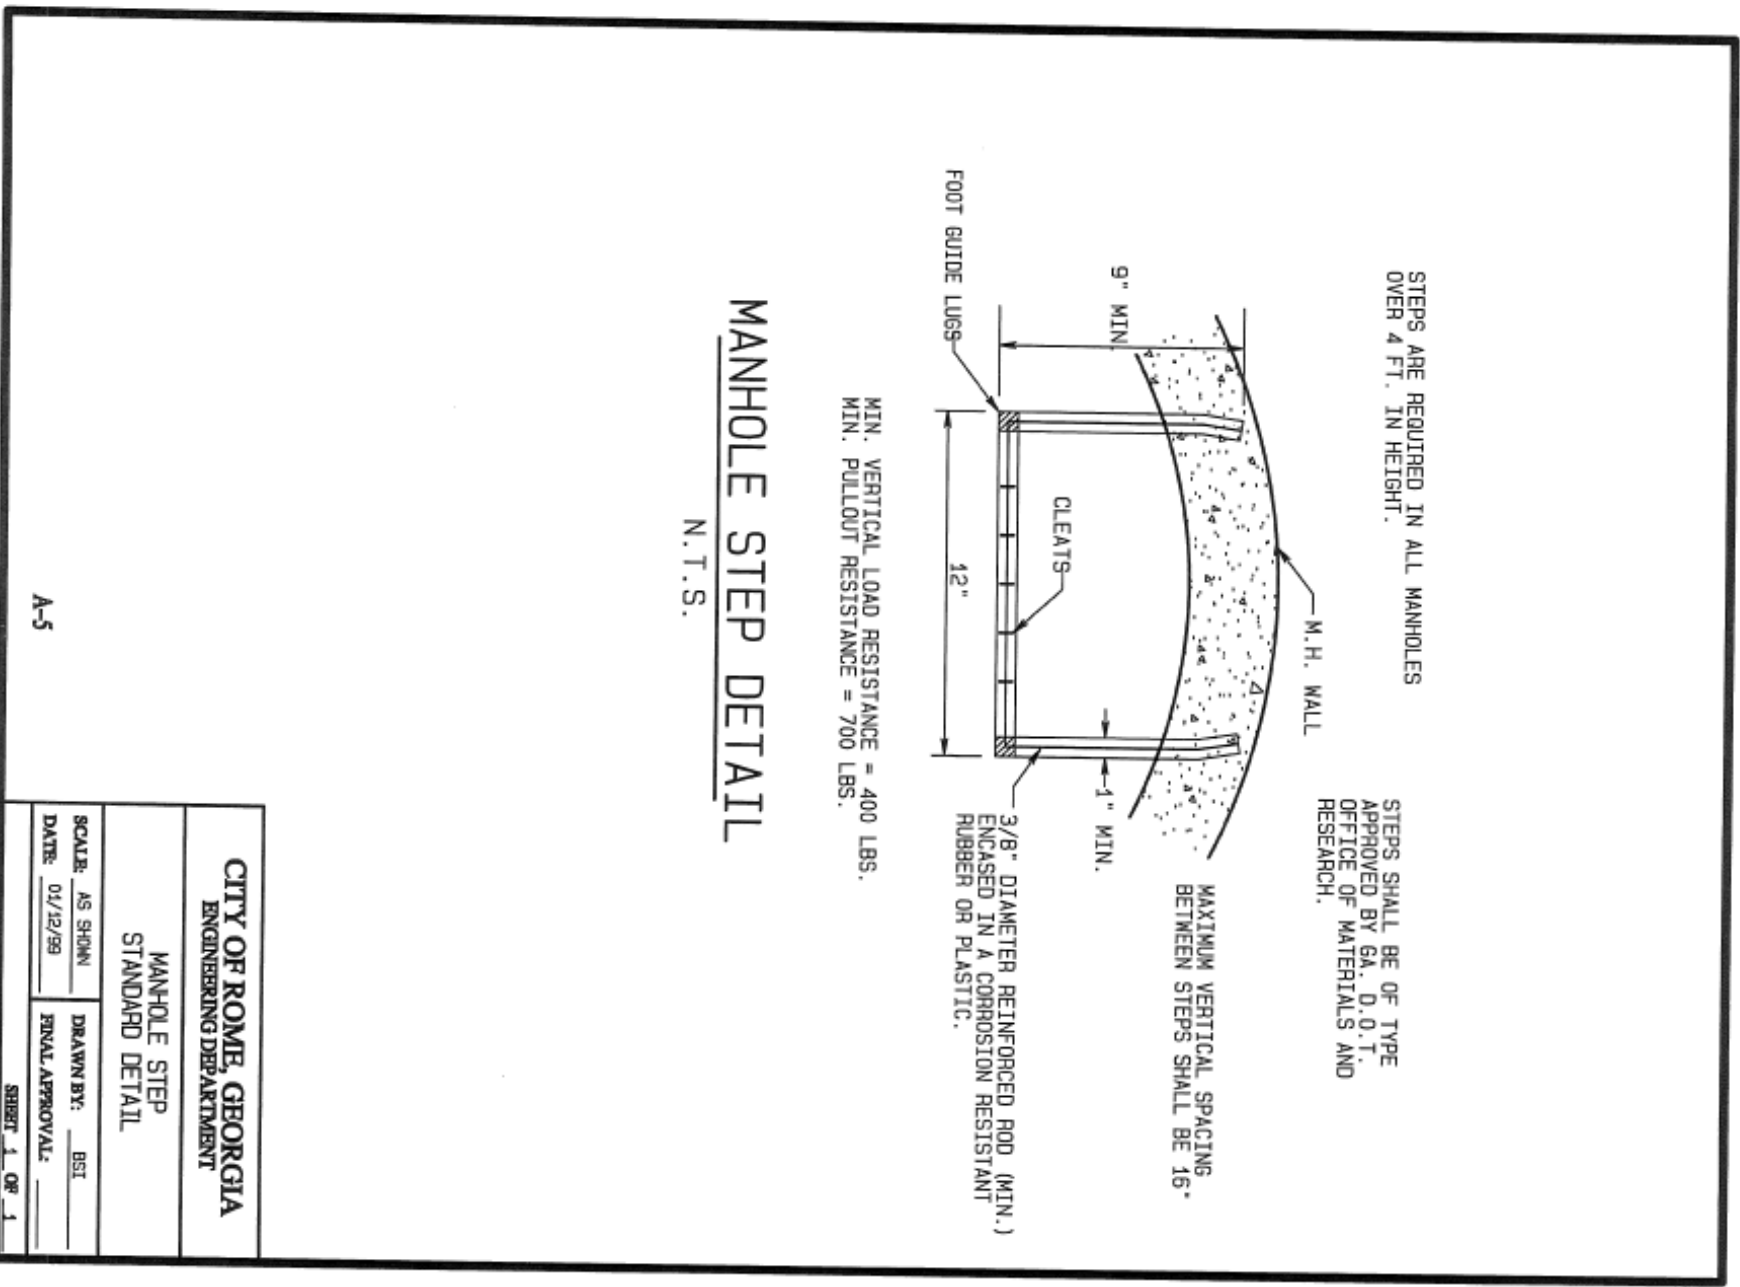 STEPS ARE REQUIRED IN ALL MANHOLES
OVER 4 FT. IN HEIGHT.
STEPS SHALL BE OF TYPE
APPROVED BY GA. D.O.T.
OFFICE OF MATERIALS AND
RESEARCH.
M.H. WALL
MAXIMUM VERTICAL SPACING
BETWEEN STEPS SHALL BE 16"
9" MIN.
1" MIN.
CLEATS
FOOT GUIDE LUGS
12"
3/8" DIAMETER REINFORCED ROD (MIN.)
ENCASED IN A CORROSION RESISTANT
RUBBER OR PLASTIC.
MIN. VERTICAL LOAD RESISTANCE = 400 LBS.
MIN. PULLOUT RESISTANCE = 700 LBS.
MANHOLE STEP DETAIL
N.T.S.
CITY OF ROME, GEORGIA
ENGINEERING DEPARTMENT
MANHOLE STEP
STANDARD DETAIL
SCALE: AS SHOWN
DRAWN BY: BSI
DATE: 01/12/99
FINAL APPROVAL:
A-5
SHEET 1 OF 1